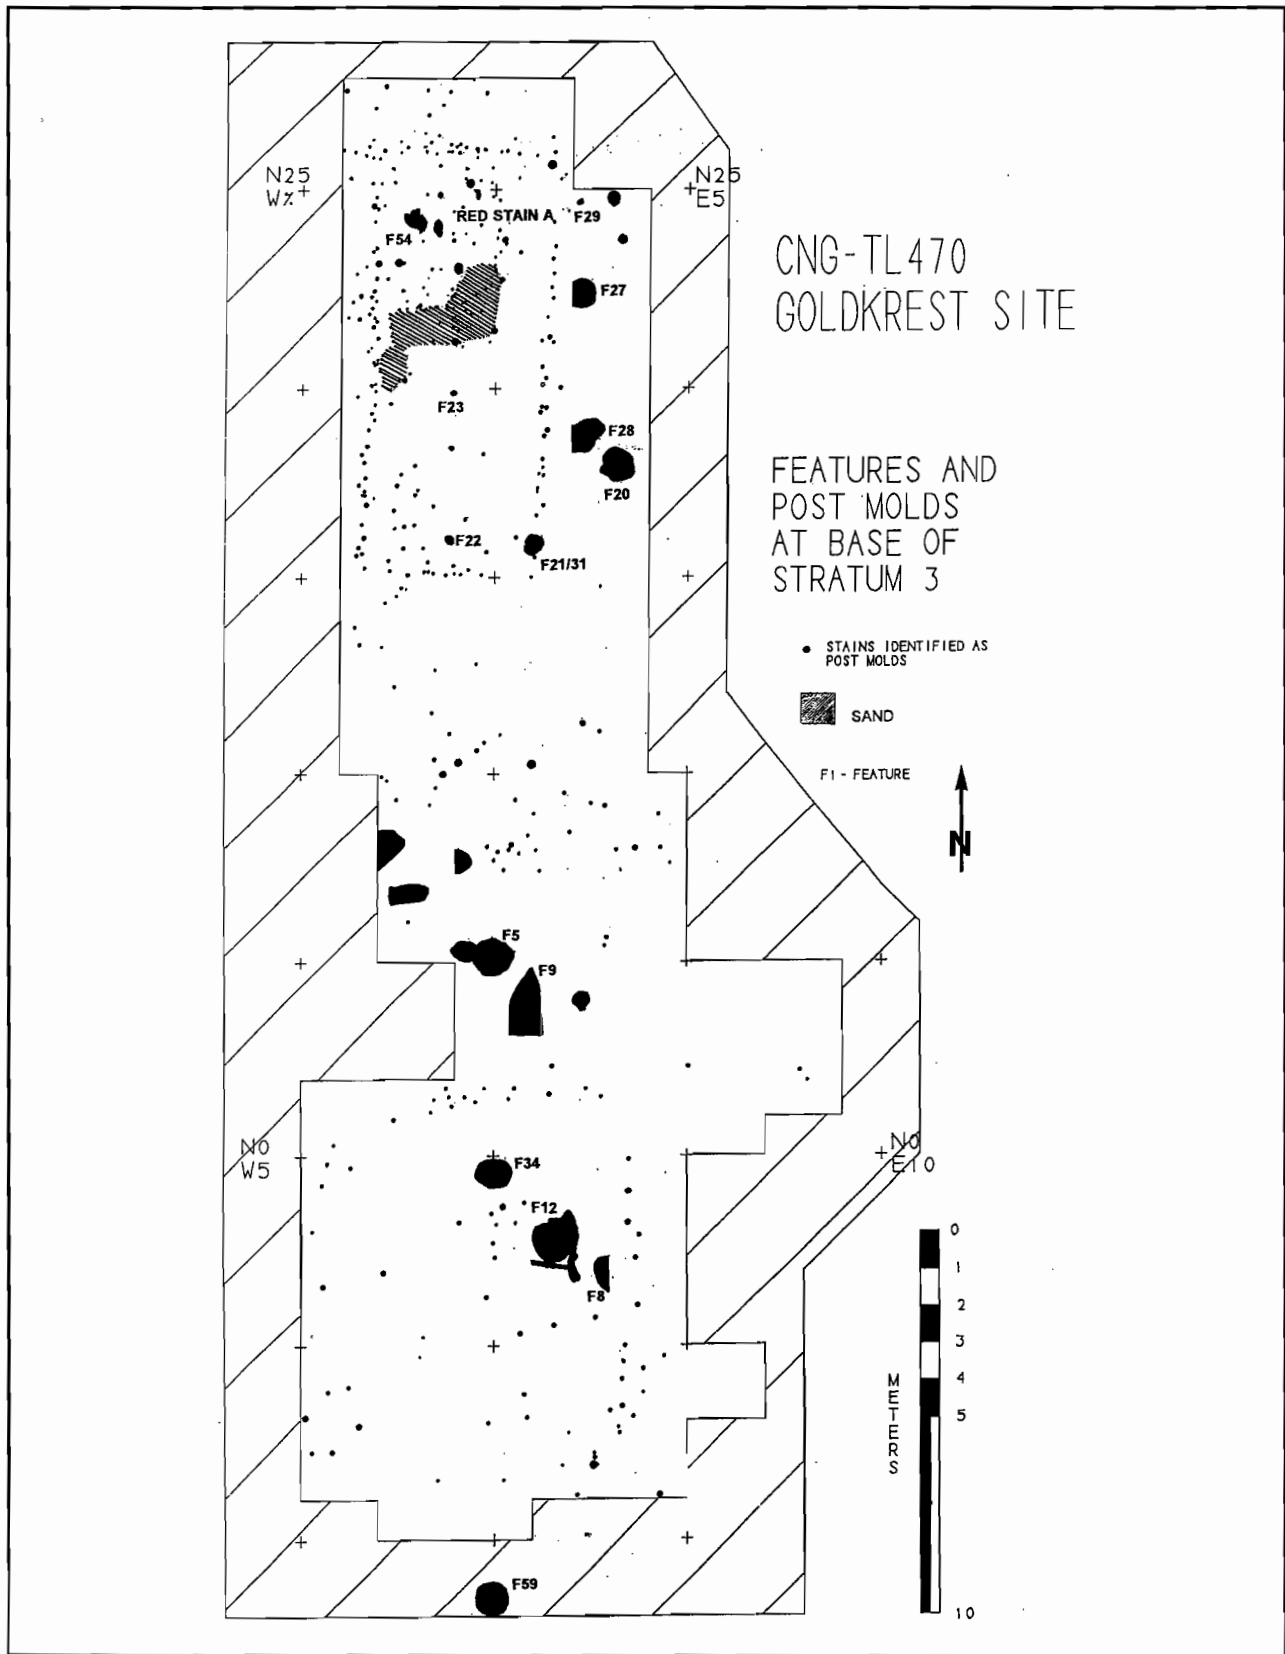 N25
W%
N25
E5
RED STAIN A
F29
F54
F27
CNG-TL470
GOLDKREST SITE
F23
F28
F20
FEATURES AND
POST MOLDS
AT BASE OF
STRATUM 3
F22
F21/31
STAINS IDENTIFIED AS
POST MOLDS
SAND
F1 - FEATURE
N
F5
F9
N0
W5
N0
E10
F34
F12
F8
0
1
2
3
4
5
10
METERS
F59